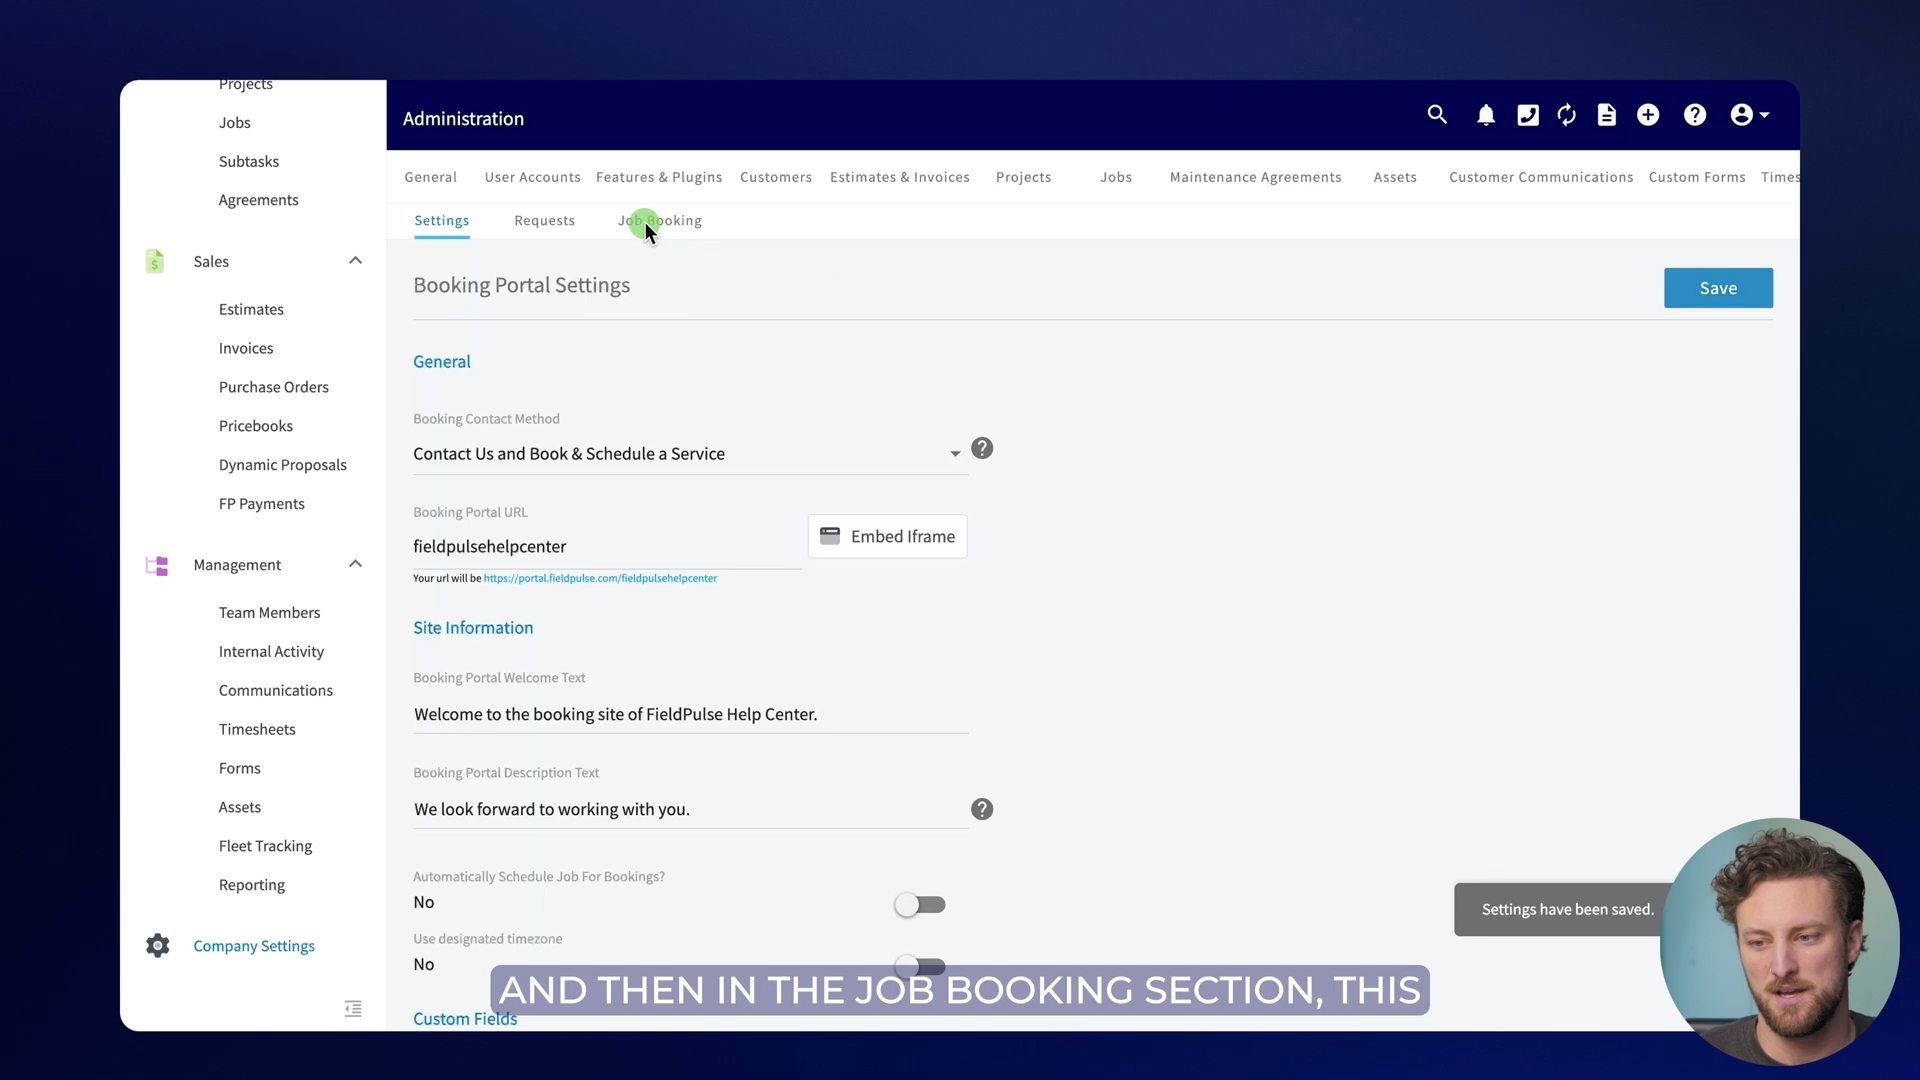 Projects
Jobs
Subtasks
Agreements
Sales
Estimates
Invoices
Purchase Orders
Pricebooks
Dynamic Proposals
FP Payments
Management
Team Members
Internal Activity
Communications
Timesheets
Forms
Assets
Fleet Tracking
Reporting
Company Settings
Administration
General User Accounts Features & Plugins Customers Estimates & Invoices Projects Jobs Maintenance Agreements Assets Customer Communications Custom Forms Times
Settings Requests Job Booking
Booking Portal Settings
Save
General
Booking Contact Method
Contact Us and Book & Schedule a Service
Booking Portal URL
fieldpulsehelpcenter
Embed Iframe
Your url will be https://portal.fieldpulse.com/fieldpulsehelpcenter
Site Information
Booking Portal Welcome Text
Welcome to the booking site of FieldPulse Help Center.
Booking Portal Description Text
We look forward to working with you.
Automatically Schedule Job For Bookings?
No
Use designated timezone
No
Custom Fields
Settings have been saved.
AND THEN IN THE JOB BOOKING SECTION, THIS